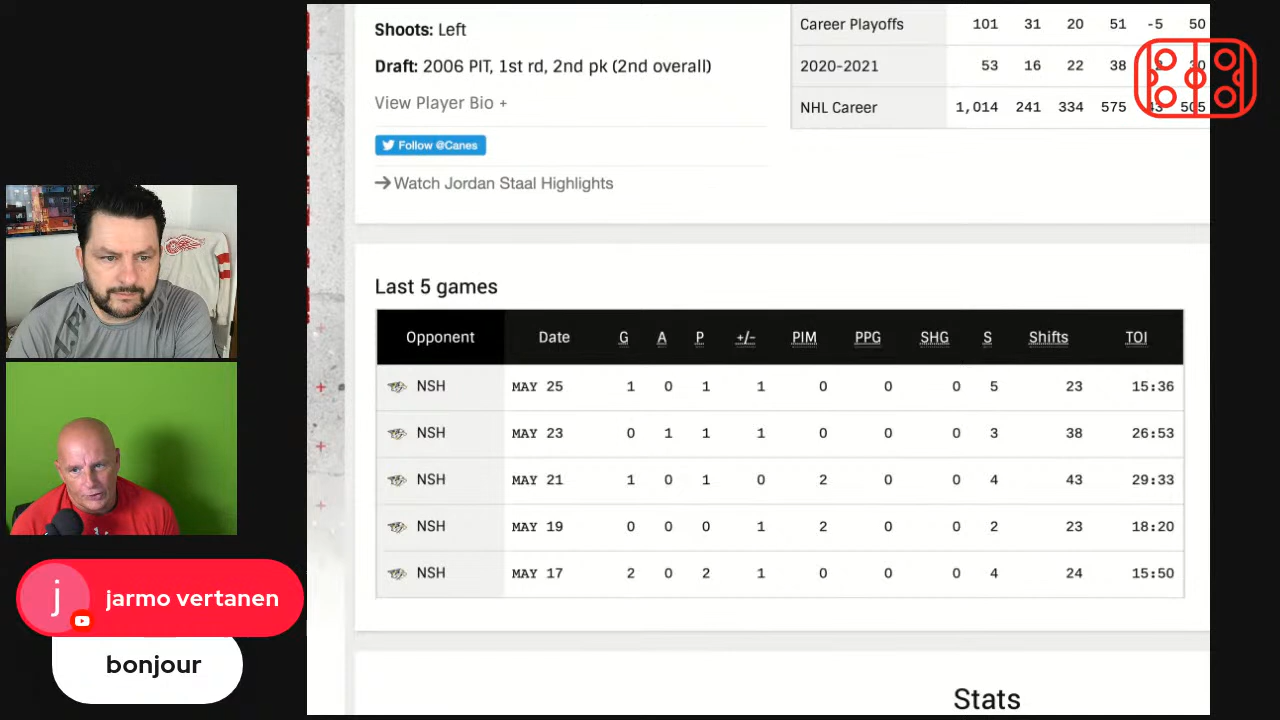 Shoots: Left
Draft: 2006 PIT, 1st rd, 2nd pk (2nd overall)
View Player Bio +
Follow @Canes
Watch Jordan Staal Highlights
Career Playoffs 101 31 20 51 -5 50
2020-2021 53 16 22 38
NHL Career 1,014 241 334 575 43 505
Last 5 games
Opponent Date G A P +/- PIM PPG SHG S Shifts TOI
NSH MAY 25 1 0 1 1 0 0 0 5 23 15:36
NSH MAY 23 0 1 1 1 0 0 0 3 38 26:53
NSH MAY 21 1 0 1 0 2 0 0 4 43 29:33
NSH MAY 19 0 0 0 1 2 0 0 2 23 18:20
NSH MAY 17 2 0 2 1 0 0 0 4 24 15:50
Stats
j jarmo vertanen
bonjour